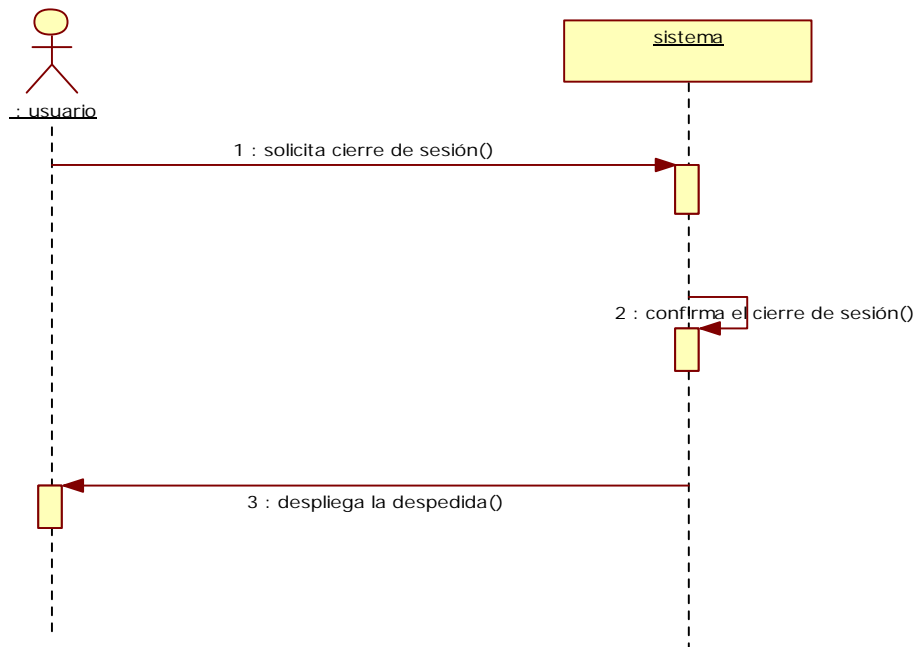 sistema
: usuario
1 : solicita cierre de sesión()
2 : confirma el cierre de sesión()
3 : despliega la despedida()